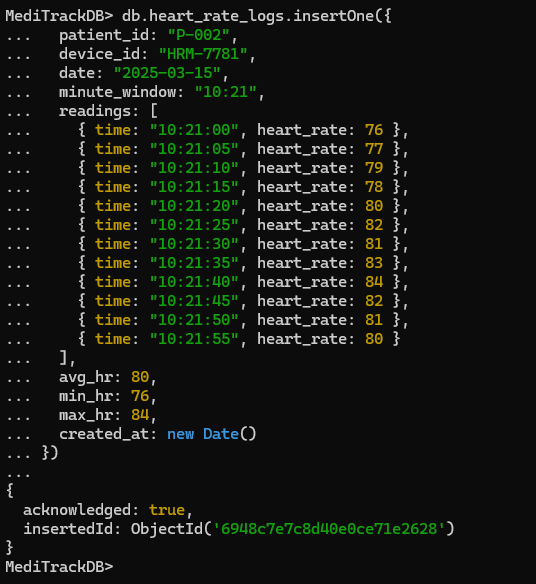 MediTrackDB> db.heart_rate_logs.insertOne({
...   patient_id: "P-002",
...   device_id: "HRM-7781",
...   date: "2025-03-15",
...   minute_window: "10:21",
...   readings: [
...     { time: "10:21:00", heart_rate: 76 },
...     { time: "10:21:05", heart_rate: 77 },
...     { time: "10:21:10", heart_rate: 79 },
...     { time: "10:21:15", heart_rate: 78 },
...     { time: "10:21:20", heart_rate: 80 },
...     { time: "10:21:25", heart_rate: 82 },
...     { time: "10:21:30", heart_rate: 81 },
...     { time: "10:21:35", heart_rate: 83 },
...     { time: "10:21:40", heart_rate: 84 },
...     { time: "10:21:45", heart_rate: 82 },
...     { time: "10:21:50", heart_rate: 81 },
...     { time: "10:21:55", heart_rate: 80 }
...   ],
...   avg_hr: 80,
...   min_hr: 76,
...   max_hr: 84,
...   created_at: new Date()
... })
...
{
  acknowledged: true,
  insertedId: ObjectId('6948c7e7c8d40e0ce71e2628')
}
MediTrackDB>